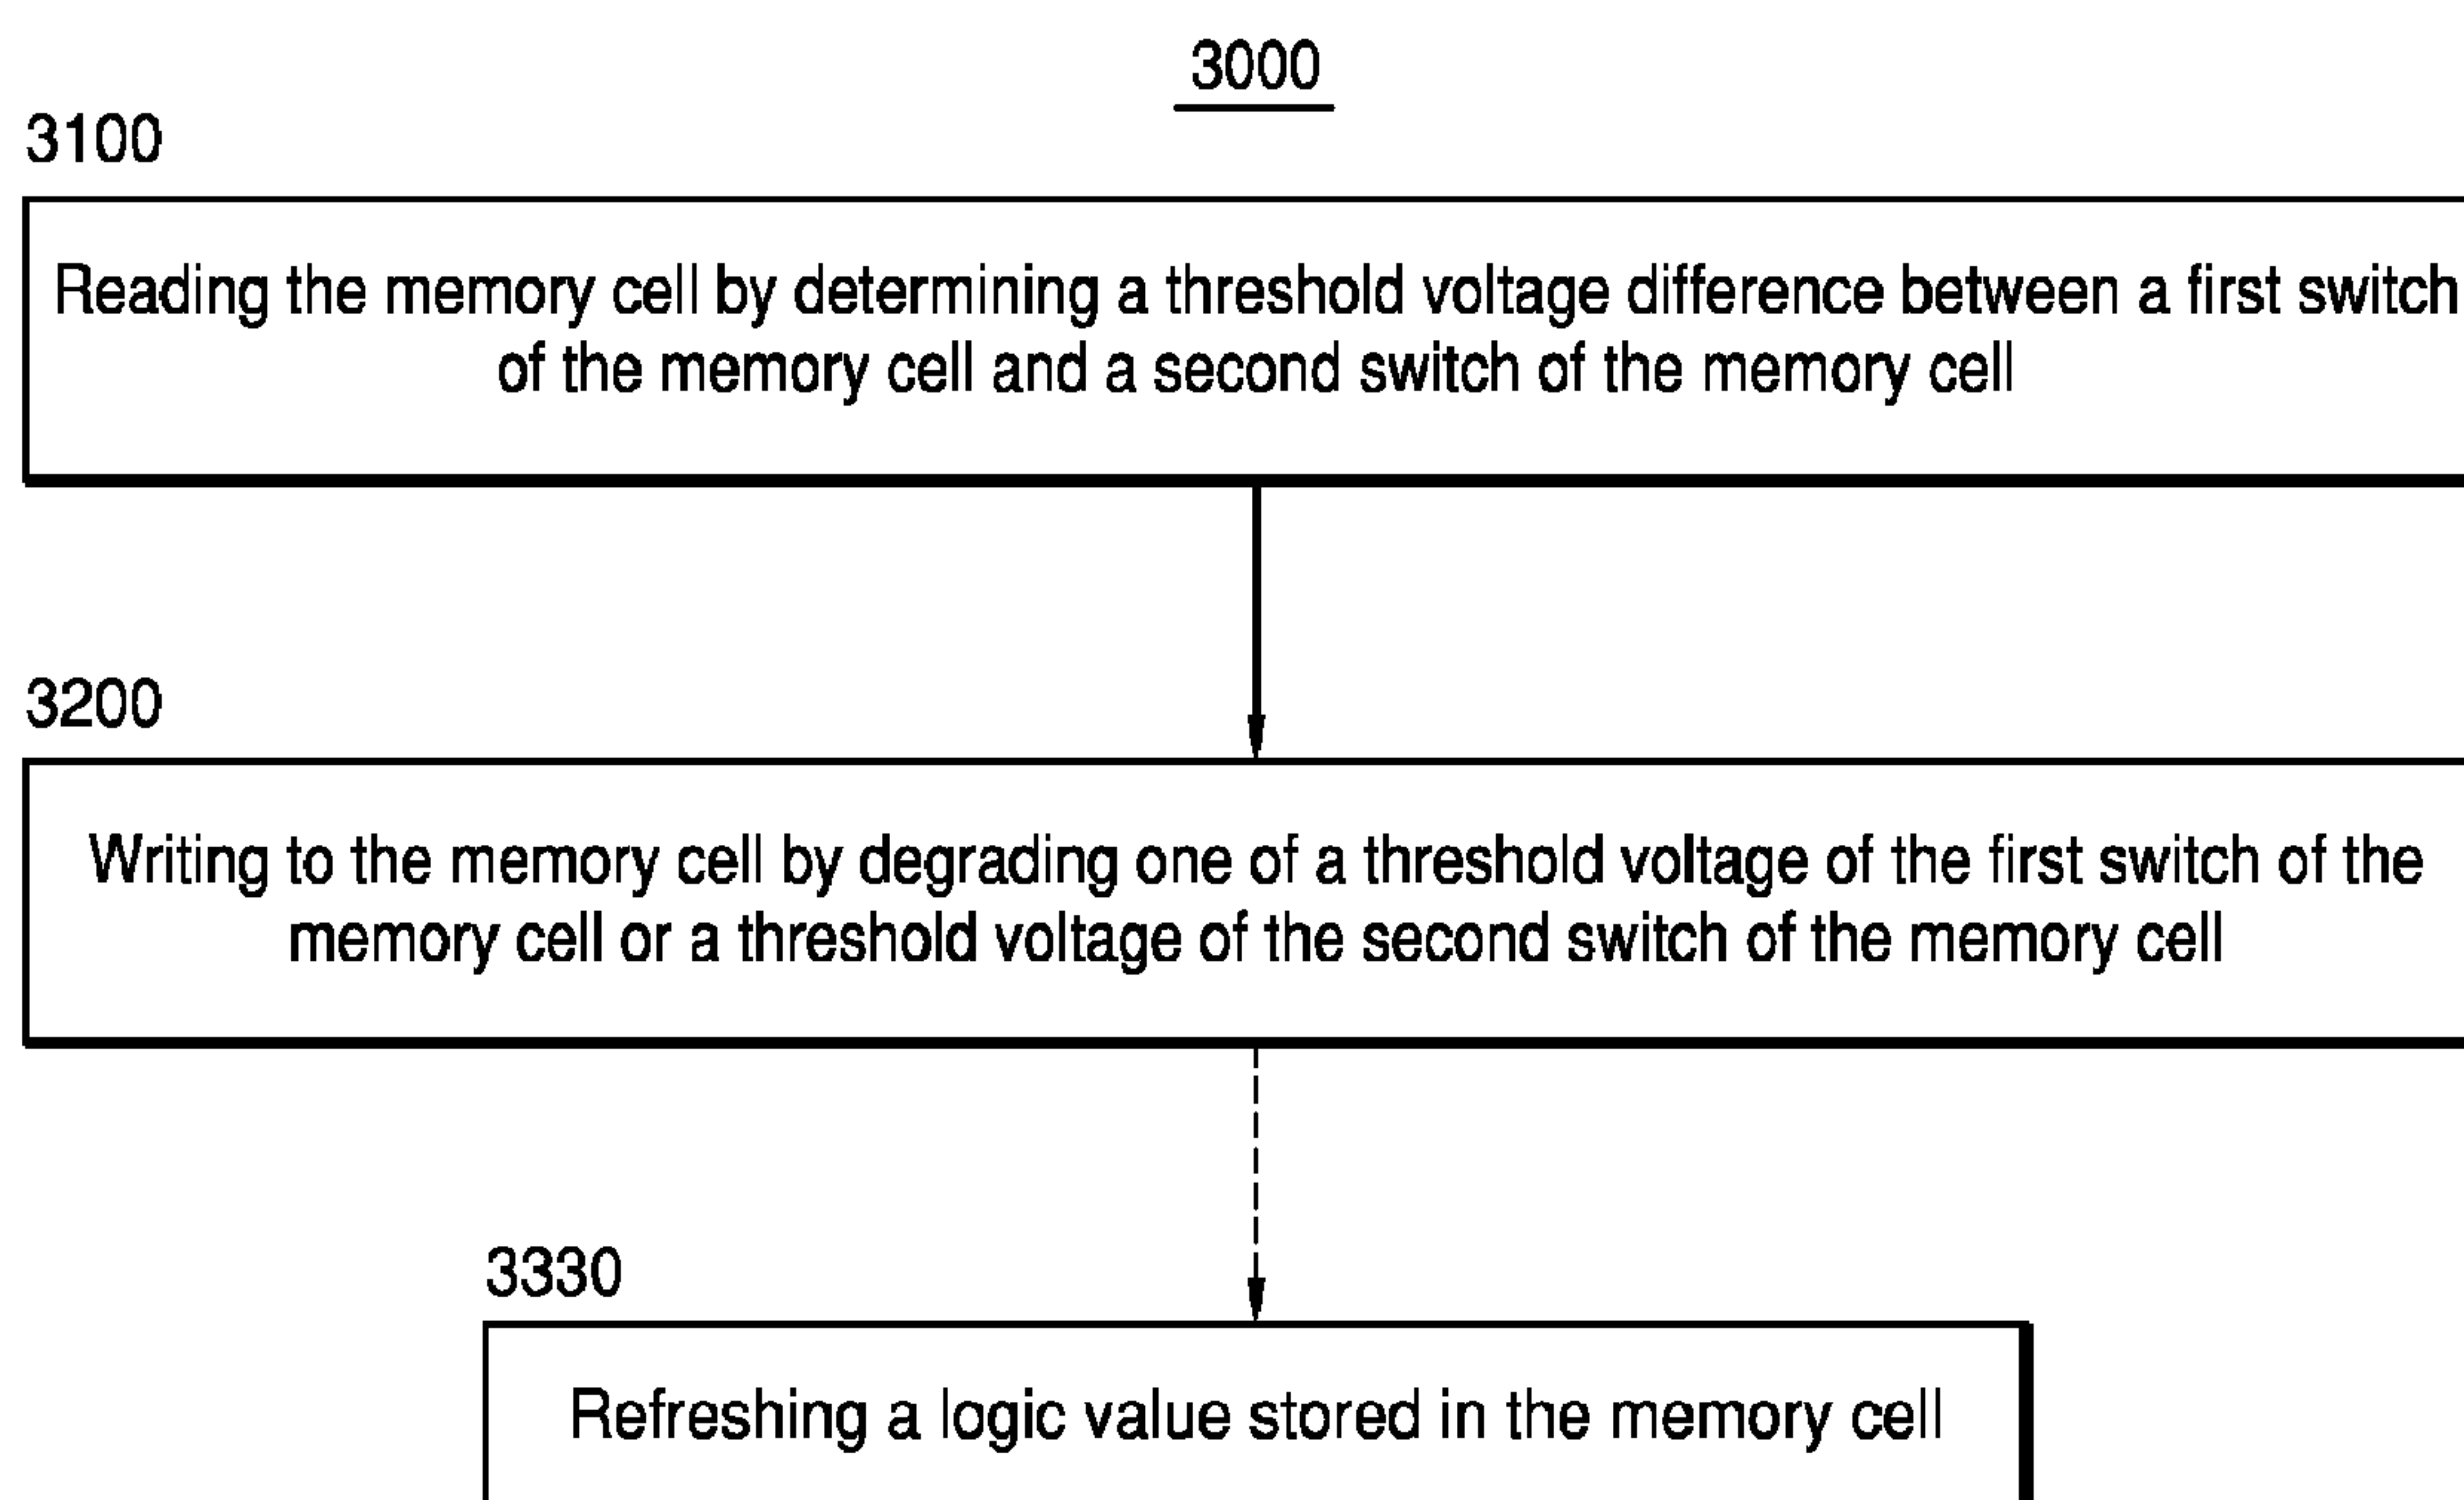 3000
3100
Reading the memory cell by determining a threshold voltage difference between a first switch
of the memory cell and a second switch of the memory cell
3200
Writing to the memory cell by degrading one of a threshold voltage of the first switch of the
memory cell or a threshold voltage of the second switch of the memory cell
3330
Refreshing a logic value stored in the memory cell